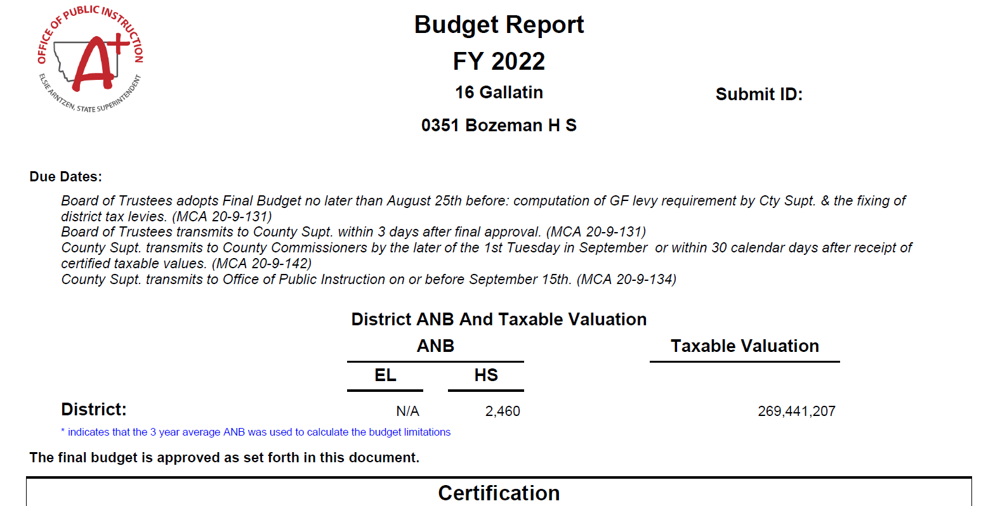 OFFICE OF PUBLIC INSTRUCTION
A+
ELSIE ARNTZEN, STATE SUPERINTENDENT
Budget Report
FY 2022
16 Gallatin
Submit ID:
0351 Bozeman H S
Due Dates:
Board of Trustees adopts Final Budget no later than August 25th before: computation of GF levy requirement by Cty Supt. & the fixing of
district tax levies. (MCA 20-9-131)
Board of Trustees transmits to County Supt. within 3 days after final approval. (MCA 20-9-131)
County Supt. transmits to County Commissioners by the later of the 1st Tuesday in September or within 30 calendar days after receipt of
certified taxable values. (MCA 20-9-142)
County Supt. transmits to Office of Public Instruction on or before September 15th. (MCA 20-9-134)
District ANB And Taxable Valuation
ANB Taxable Valuation
EL HS
District: N/A 2,460 269,441,207
* indicates that the 3 year average ANB was used to calculate the budget limitations
The final budget is approved as set forth in this document.
Certification